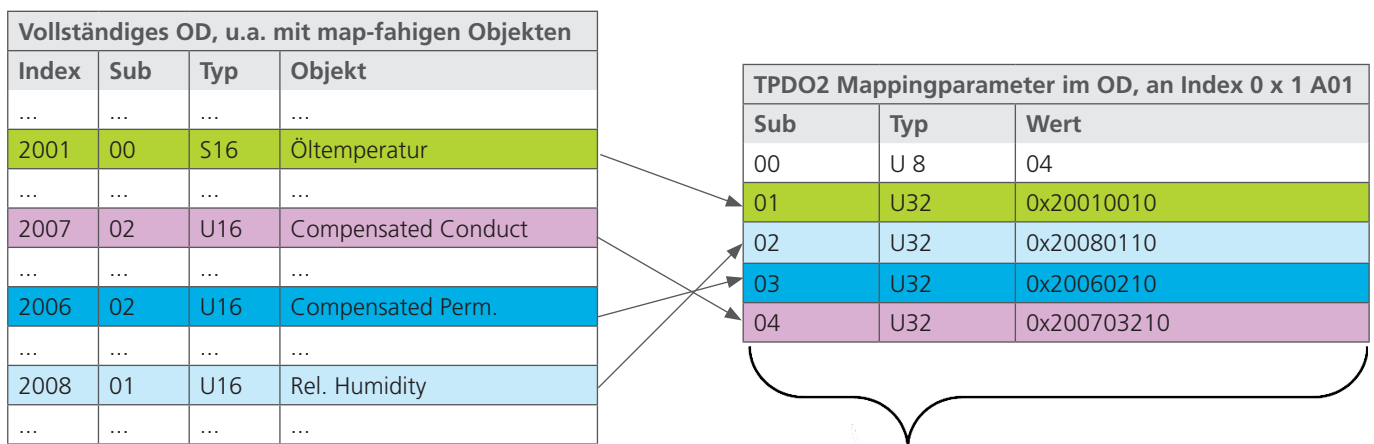 Vollständiges OD, u.a. mit map-fahigen Objekten
Index Sub Typ Objekt
... ... ... ...
2001 00 S16 Öltemperatur
... ... ... ...
2007 02 U16 Compensated Conduct
... ... ... ...
2006 02 U16 Compensated Perm.
... ... ... ...
2008 01 U16 Rel. Humidity
... ... ... ...
TPDO2 Mappingparameter im OD, an Index 0 x 1 A01
Sub Typ Wert
00 U 8 04
01 U32 0x20010010
02 U32 0x20080110
03 U32 0x20060210
04 U32 0x200703210